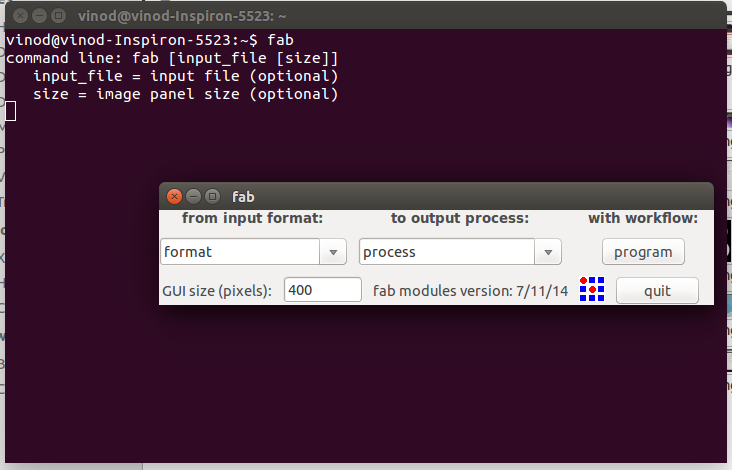 vinod@vinod-Inspiron-5523: ~
vinod@vinod-Inspiron-5523:~$ fab
command line: fab [input_file [size]]
input_file = input file (optional)
size = image panel size (optional)
fab
from input format: to output process: with workflow:
format process program
GUI size (pixels): 400 fab modules version: 7/11/14 quit